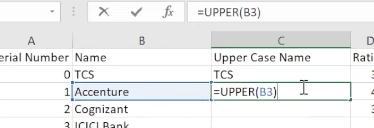 =UPPER(B3)
A B C D
erial Number Name Upper Case Name Rati
0 TCS TCS
1 Accenture =UPPER(B3)
2 Cognizant
3 ICICI Bank